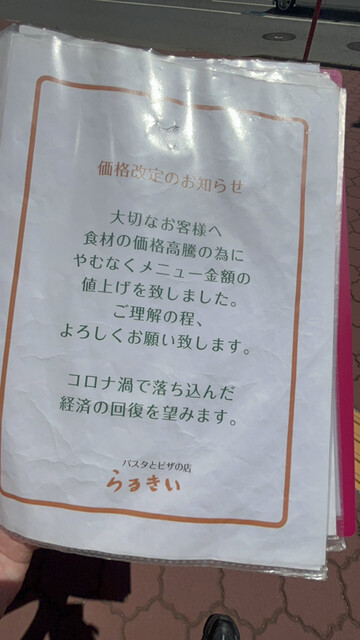 価格改定のお知らせ
大切なお客様へ
食材の価格高騰の為に
やむなくメニュー金額の
値上げを致しました。
ご理解の程、
よろしくお願い致します。
コロナ渦で落ち込んだ
経済の回復を望みます。
パスタとピザの店
らるきい